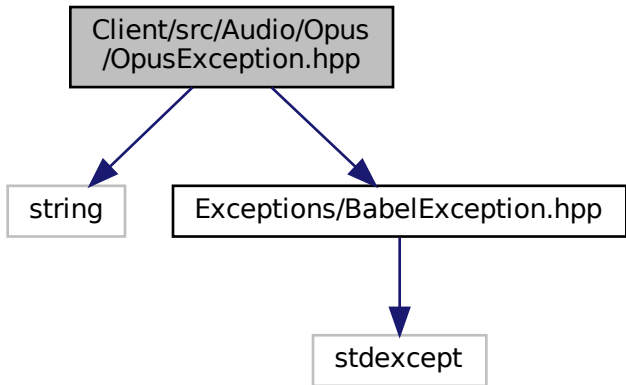 Client/src/Audio/Opus
/OpusException.hpp
string
Exceptions/BabelException.hpp
stdexcept